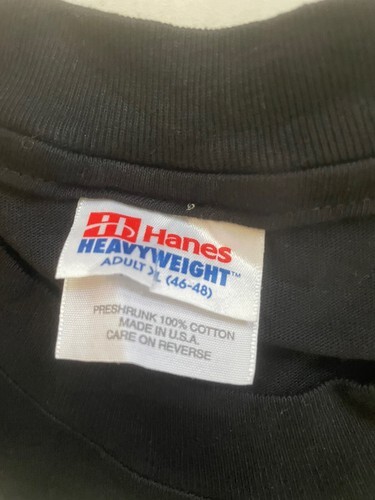 Hanes
HEAVYWEIGHT™
ADULT XL (46-48)
PRESHRUNK 100% COTTON
MADE IN U.S.A.
CARE ON REVERSE